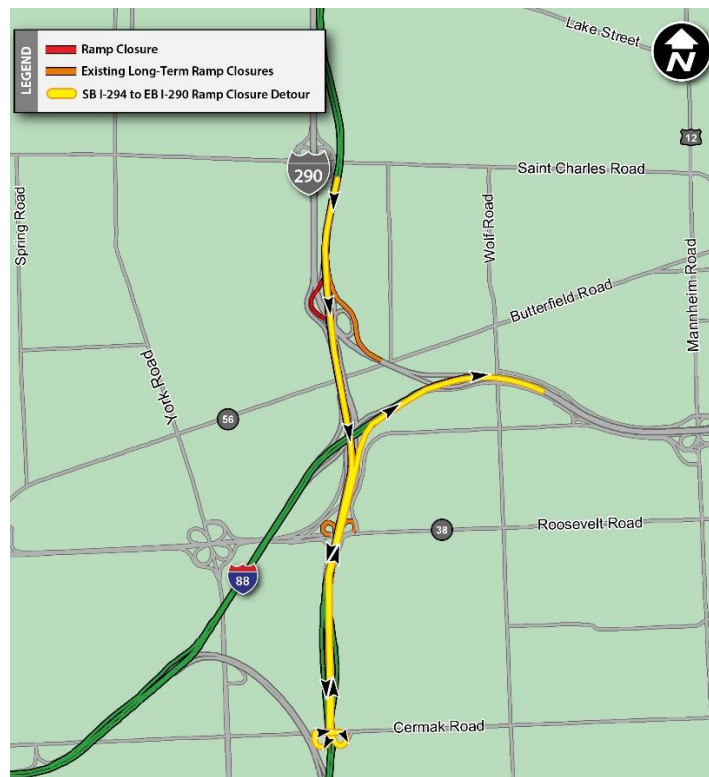 LEGEND
Ramp Closure
Existing Long-Term Ramp Closures
SB I-294 to EB I-290 Ramp Closure Detour
Lake Street
N
12
Saint Charles Road
290
Spring Road
Wolf Road
Mannheim Road
Butterfield Road
York Road
56
38
Roosevelt Road
88
Cermak Road